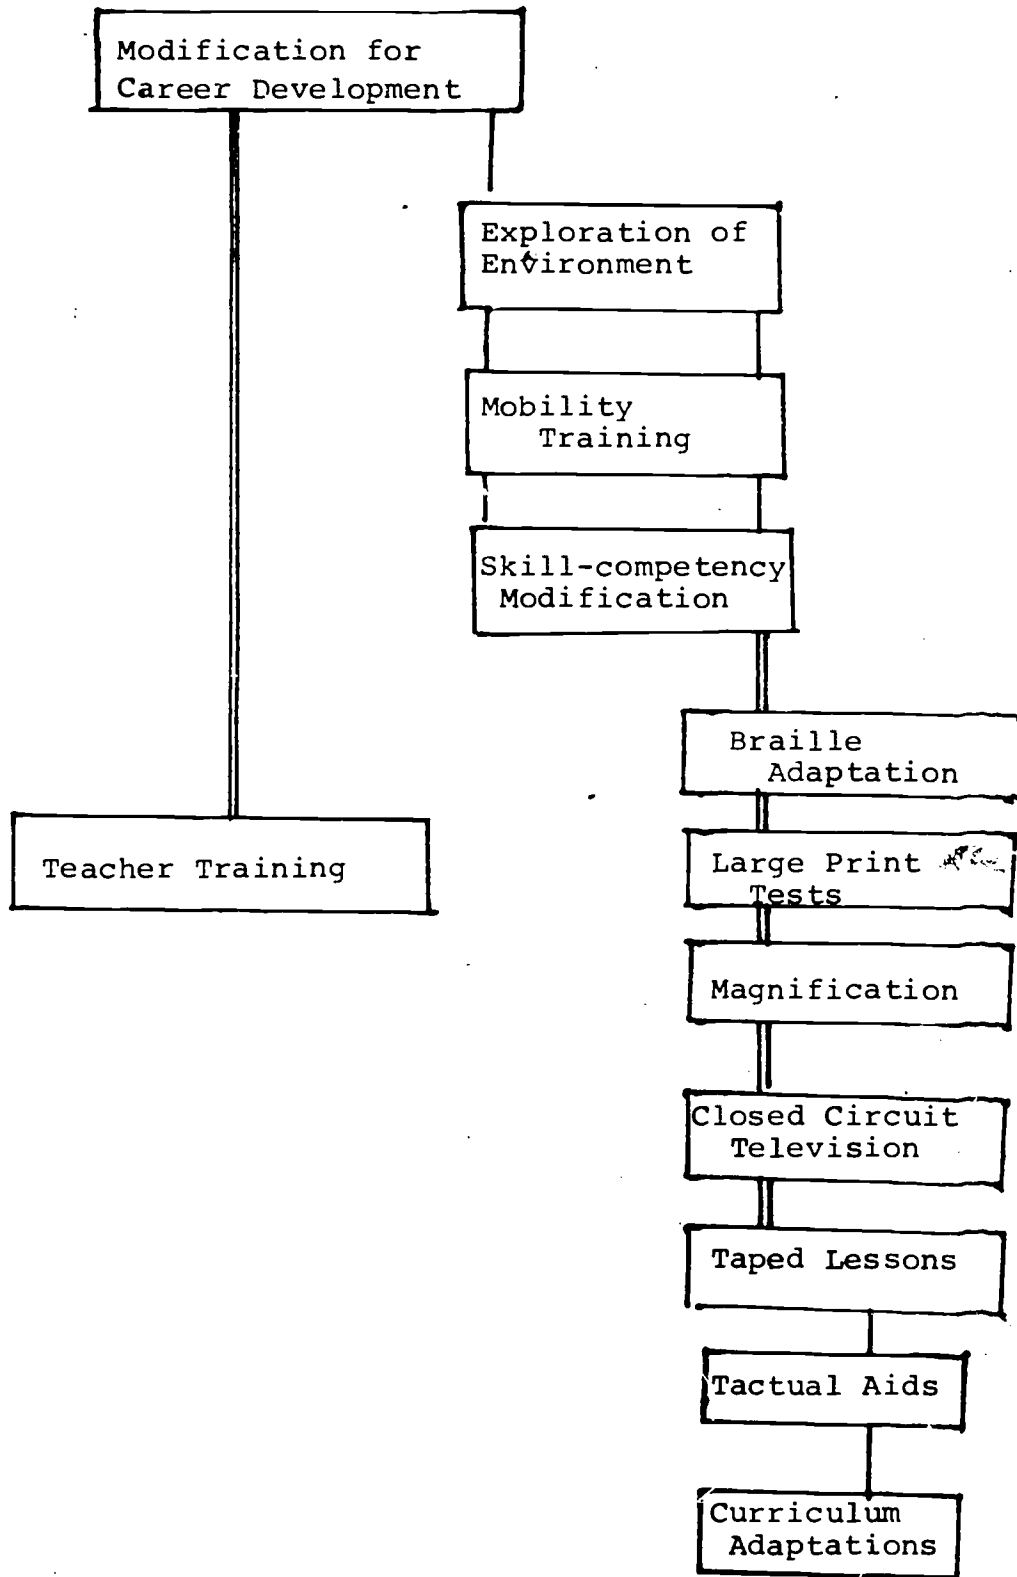 Modification for
Career Development
Exploration of
Environment
Mobility
Training
Skill-competency
Modification
Braille
Adaptation
Teacher Training
Large Print
Tests
Magnification
Closed Circuit
Television
Taped Lessons
Tactual Aids
Curriculum
Adaptations